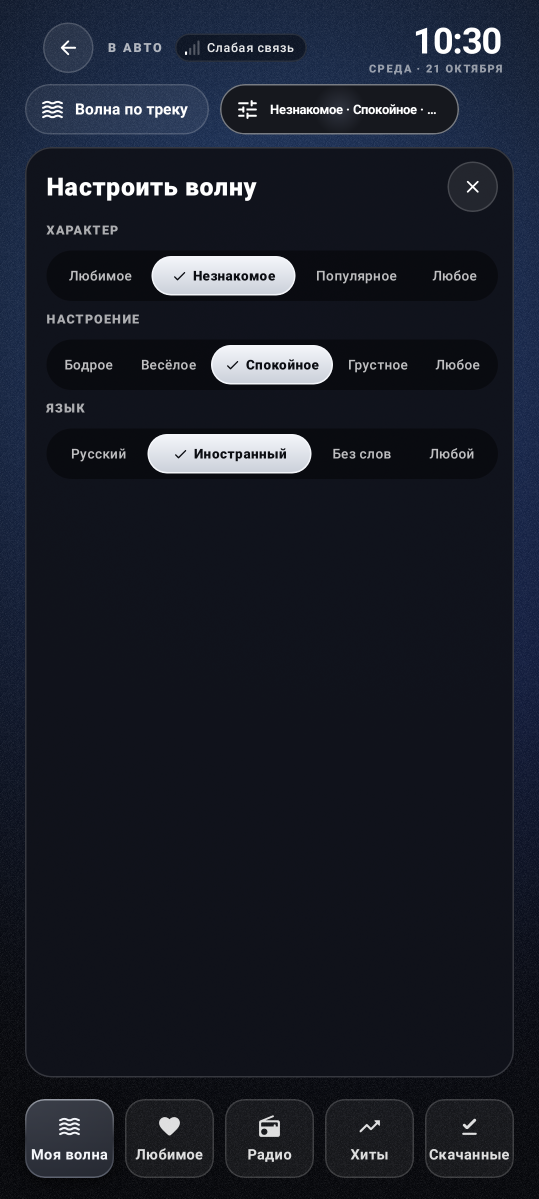 В АВТО
Слабая связь
10:30
СРЕДА · 21 ОКТЯБРЯ
Волна по треку
Незнакомое · Спокойное · ...
Настроить волну
ХАРАКТЕР
Любимое Незнакомое Популярное Любое
НАСТРОЕНИЕ
Бодрое Весёлое Спокойное Грустное Любое
ЯЗЫК
Русский Иностранный Без слов Любой
Моя волна Любимое Радио Хиты Скачанные